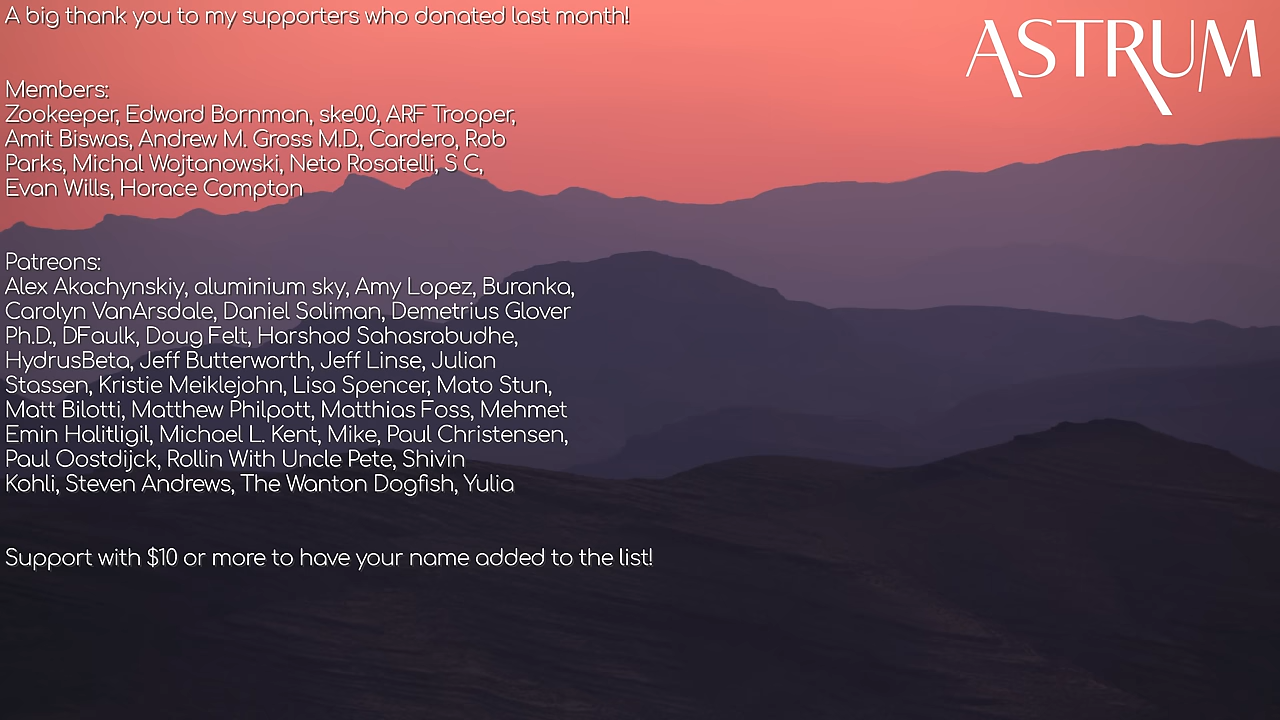 A big thank you to my supporters who donated last month!
ASTRUM
Members:
Zookeeper, Edward Bornman, ske00, ARF Trooper,
Amit Biswas, Andrew M. Gross M.D., Cardero, Rob
Parks, Michal Wojtanowski, Neto Rosatelli, S C,
Evan Wills, Horace Compton
Patreons:
Alex Akachynskiy, aluminium sky, Amy Lopez, Buranka,
Carolyn VanArsdale, Daniel Soliman, Demetrius Glover
Ph.D., DFaulk, Doug Felt, Harshad Sahasrabudhe,
HydrusBeta, Jeff Butterworth, Jeff Linse, Julian
Stassen, Kristie Meiklejohn, Lisa Spencer, Mato Stun,
Matt Bilotti, Matthew Philpott, Matthias Foss, Mehmet
Emin Halitligil, Michael L. Kent, Mike, Paul Christensen,
Paul Oostdijck, Rollin With Uncle Pete, Shivin
Kohli, Steven Andrews, The Wanton Dogfish, Yulia
Support with $10 or more to have your name added to the list!